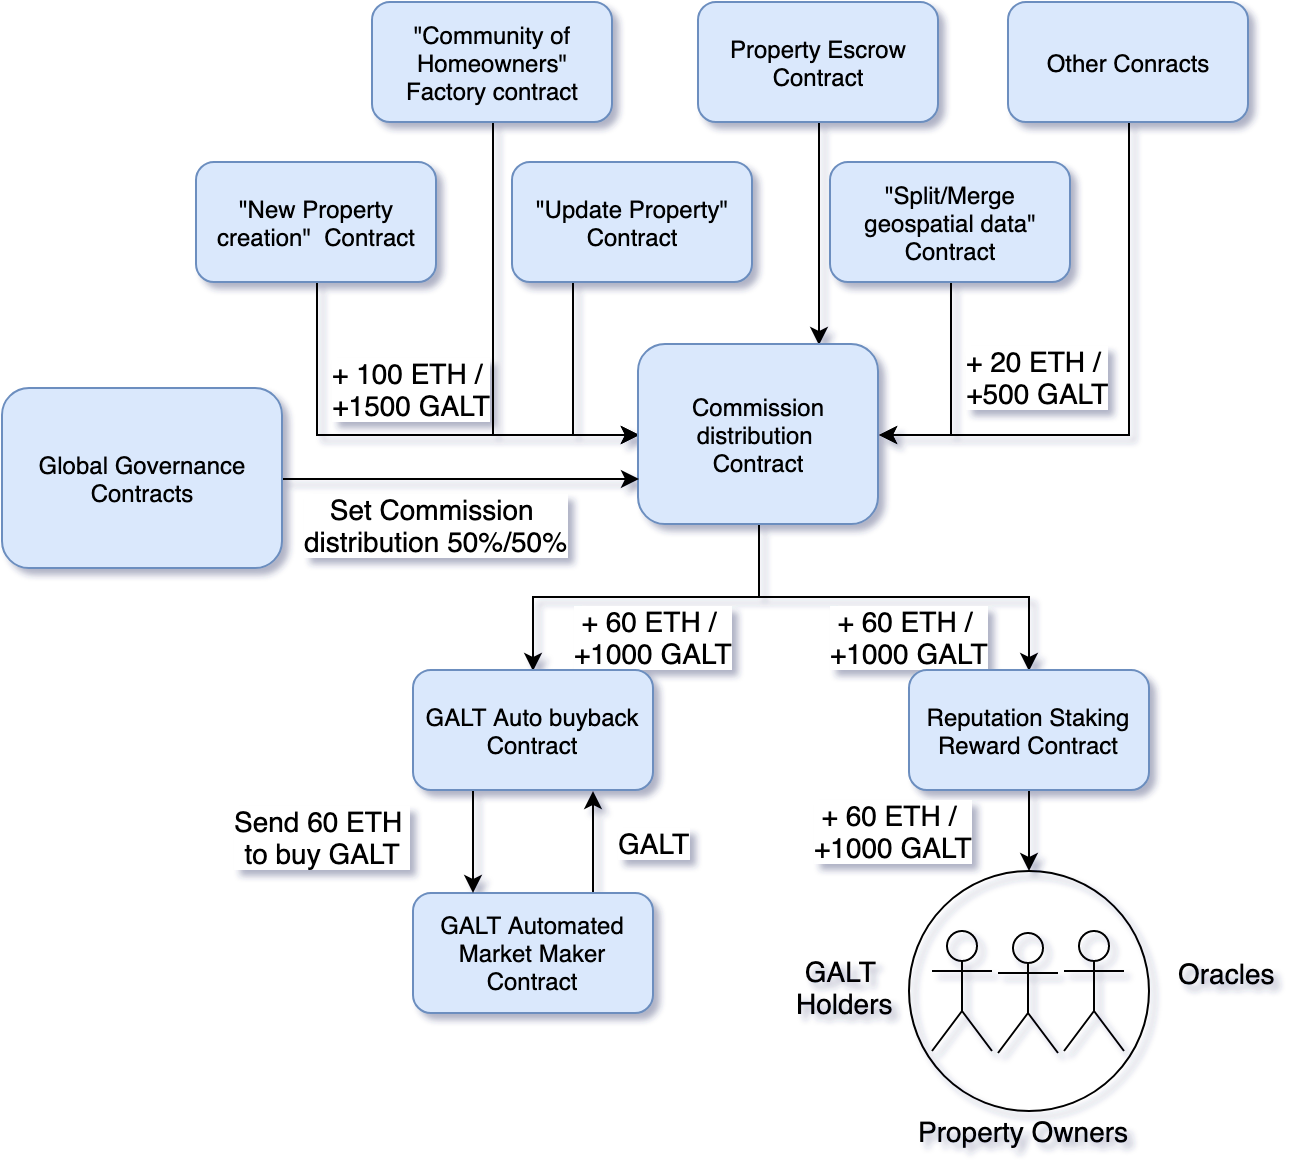 "Community of
Homeowners"
Factory contract
Property Escrow
Contract
Other Conracts
"New Property
creation"  Contract
"Update Property"
Contract
"Split/Merge
geospatial data"
Contract
+ 100 ETH /
+1500 GALT
+ 20 ETH /
+500 GALT
Commission
distribution
Contract
Global Governance
Contracts
Set Commission
distribution 50%/50%
+ 60 ETH /
+1000 GALT
+ 60 ETH /
+1000 GALT
GALT Auto buyback
Contract
Reputation Staking
Reward Contract
Send 60 ETH
to buy GALT
GALT
+ 60 ETH /
+1000 GALT
GALT Automated
Market Maker
Contract
GALT
Holders
Oracles
Property Owners